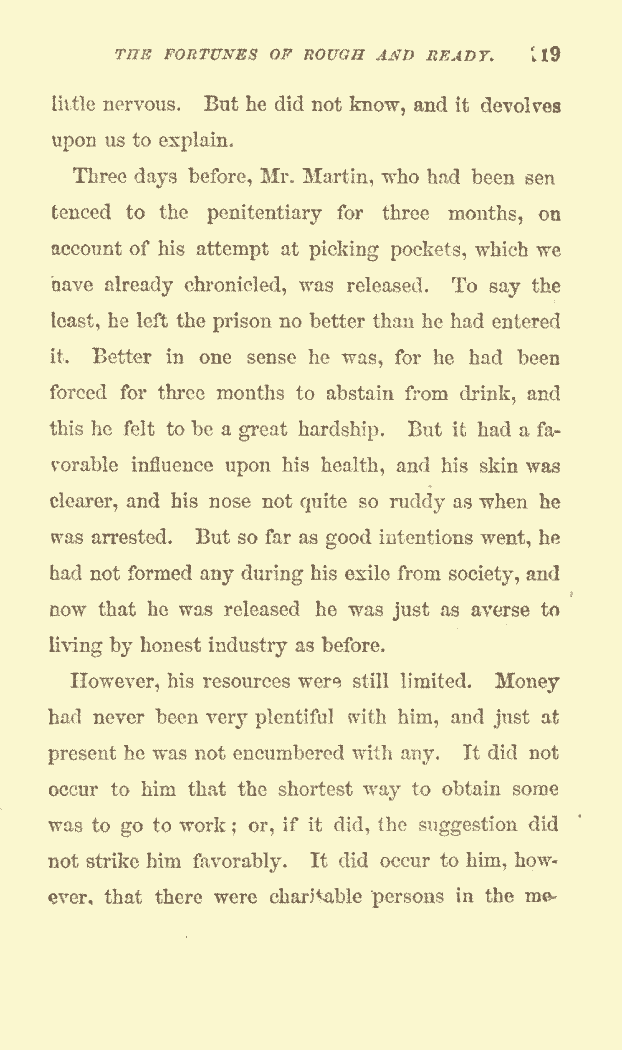 THE FORTUNES OF ROUGH AND READY. 119
little nervous. But he did not know, and it devolves
upon us to explain.
Three days before, Mr. Martin, who had been sen
tenced to the penitentiary for three months, on
account of his attempt at picking pockets, which we
have already chronicled, was released. To say the
least, he left the prison no better than he had entered
it. Better in one sense he was, for he had been
forced for three months to abstain from drink, and
this he felt to be a great hardship. But it had a fa-
vorable influence upon his health, and his skin was
clearer, and his nose not quite so ruddy as when he
was arrested. But so far as good intentions went, he
had not formed any during his exile from society, and
now that he was released he was just as averse to
living by honest industry as before.
However, his resources were still limited. Money
had never been very plentiful with him, and just at
present he was not encumbered with any. It did not
occur to him that the shortest way to obtain some
was to go to work; or, if it did, the suggestion did
not strike him favorably. It did occur to him, how-
ever, that there were charitable persons in the me-